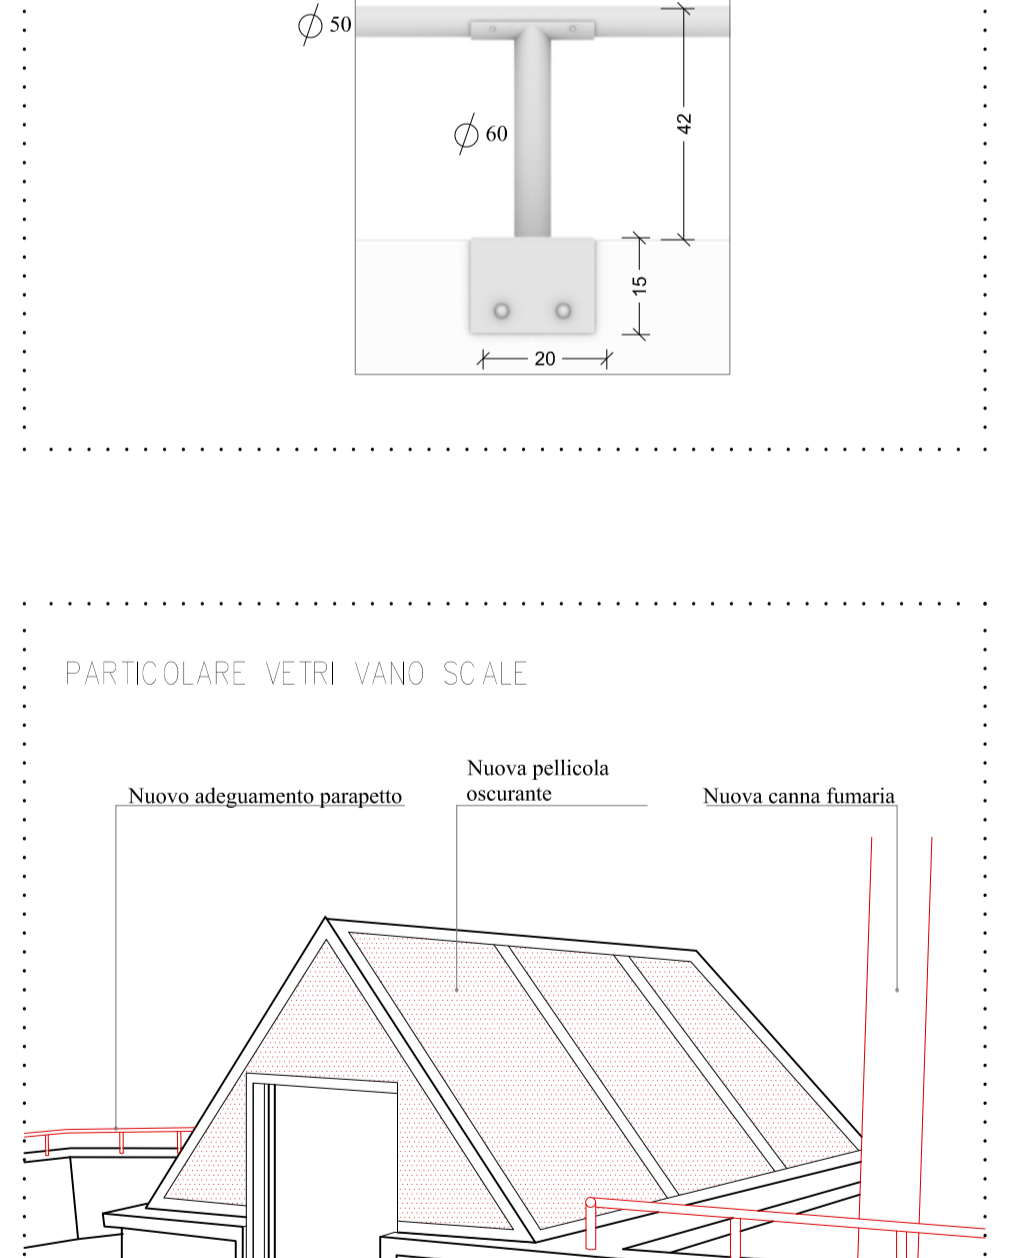 50
60
42
15
20
PARTICOLARE VETRI VANO SCALE
Nuova pellicola
oscurante
Nuovo adeguamento parapetto
Nuova canna fumaria